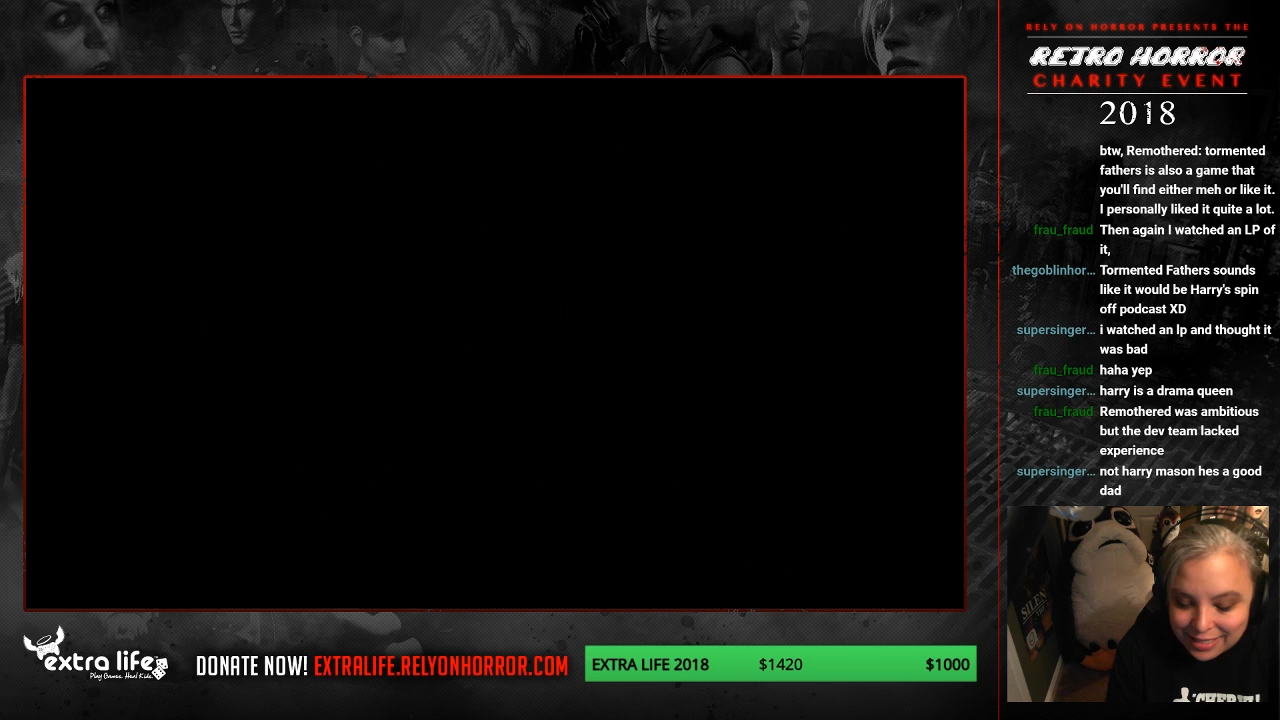 RELY ON HORROR PRESENTS THE
RETRO HORROR
CHARITY EVENT
2018
btw, Remothered: tormented
fathers is also a game that
you'll find either meh or like it.
I personally liked it quite a lot.
frau_fraud Then again I watched an LP of
it,
thegoblinhor... Tormented Fathers sounds
like it would be Harry's spin
off podcast XD
supersinger... i watched an lp and thought it
was bad
frau_fraud haha yep
supersinger... harry is a drama queen
frau_fraud Remothered was ambitious
but the dev team lacked
experience
supersinger... not harry mason hes a good
dad
SILENT
extra life
Play Games. Heal Kids.
DONATE NOW! EXTRALIFE.RELYONHORROR.COM
EXTRA LIFE 2018 $1420 $1000